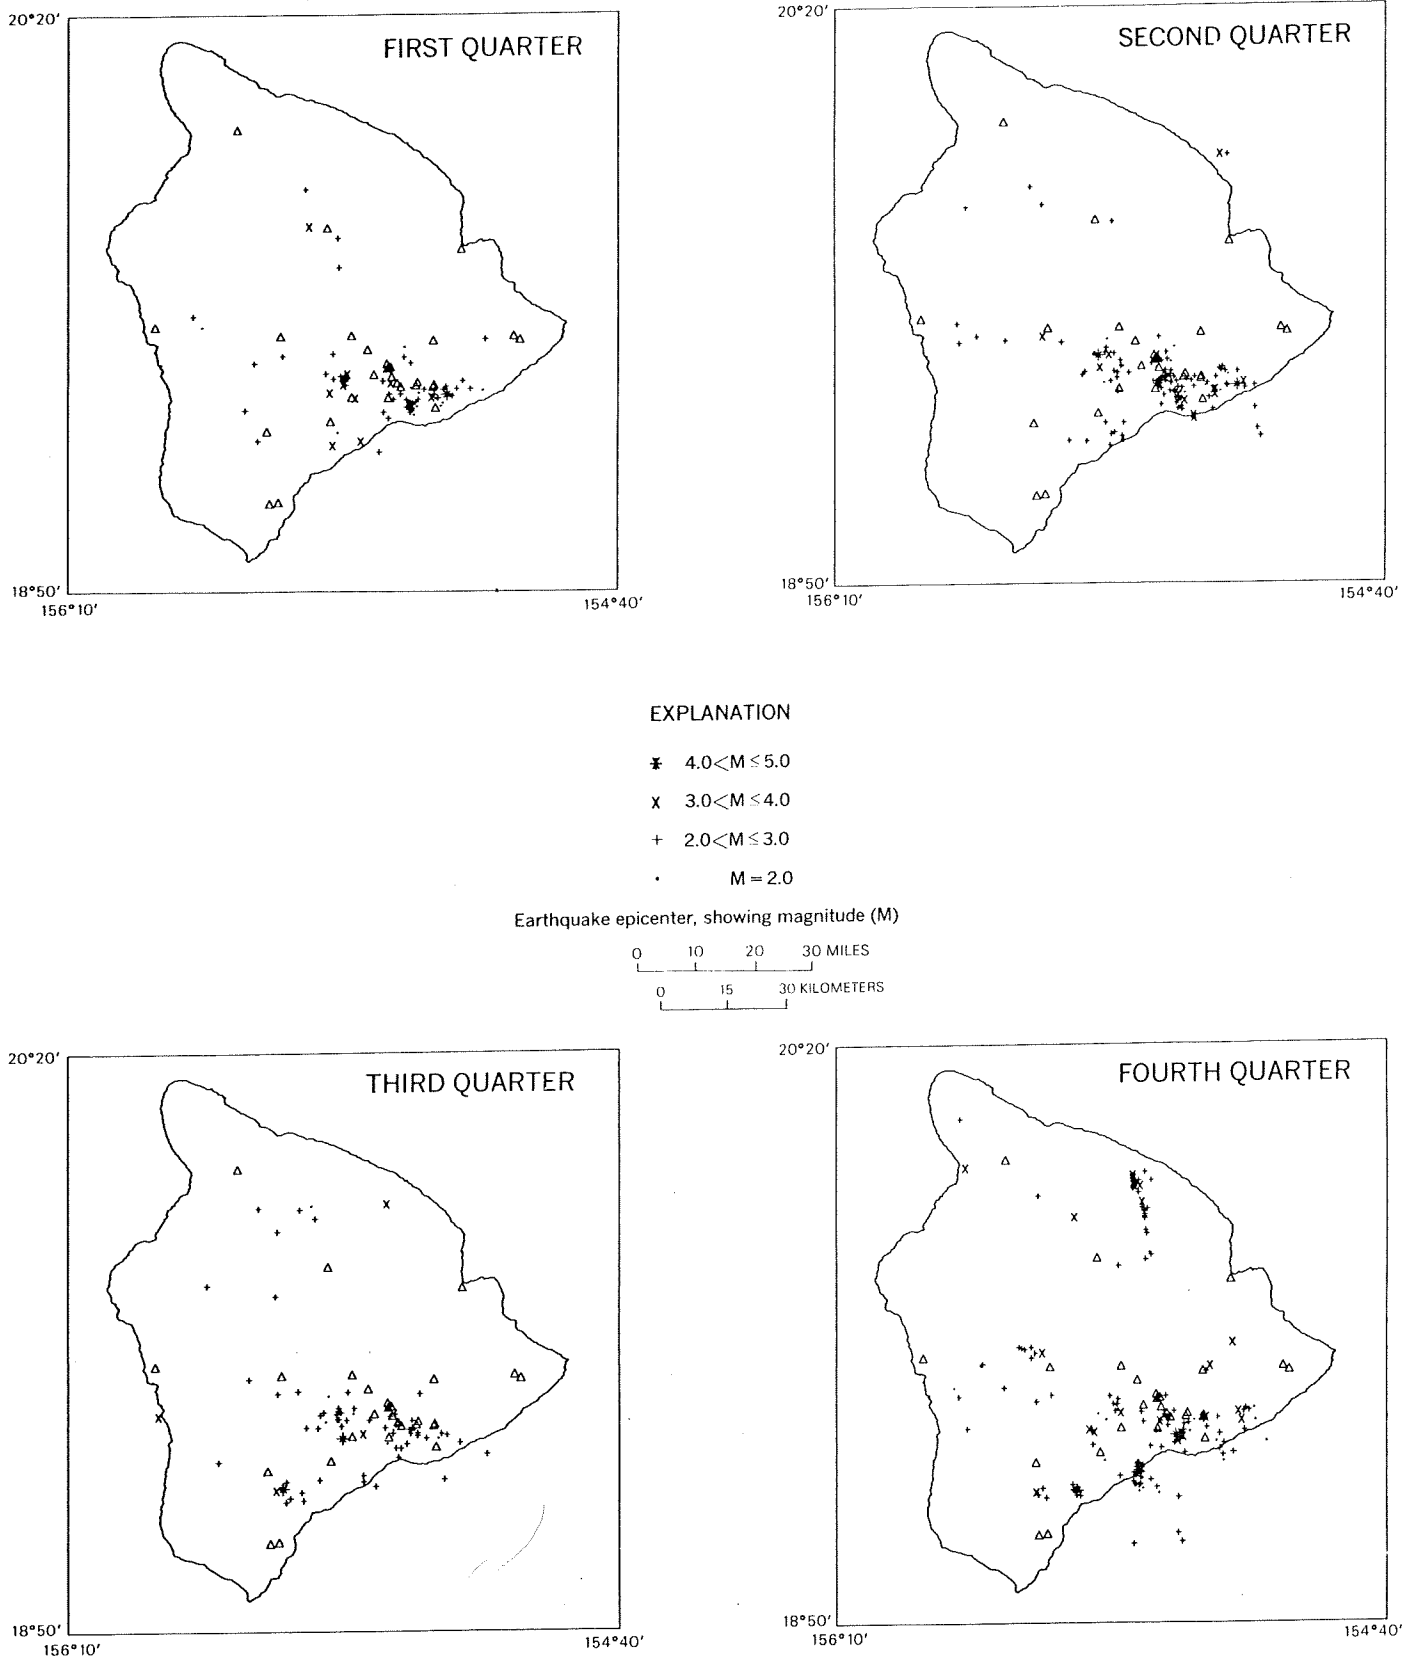 20°20′
FIRST QUARTER
18°50′
156°10′
154°40′
20°20′
SECOND QUARTER
18°50′
156°10′
154°40′
EXPLANATION
4.0<M≤5.0
x 3.0<M≤4.0
+ 2.0<M≤3.0
· M=2.0
Earthquake epicenter, showing magnitude (M)
0 10 20 30 MILES
0 15 30 KILOMETERS
20°20′
THIRD QUARTER
18°50′
156°10′
154°40′
20°20′
FOURTH QUARTER
18°50′
156°10′
154°40′